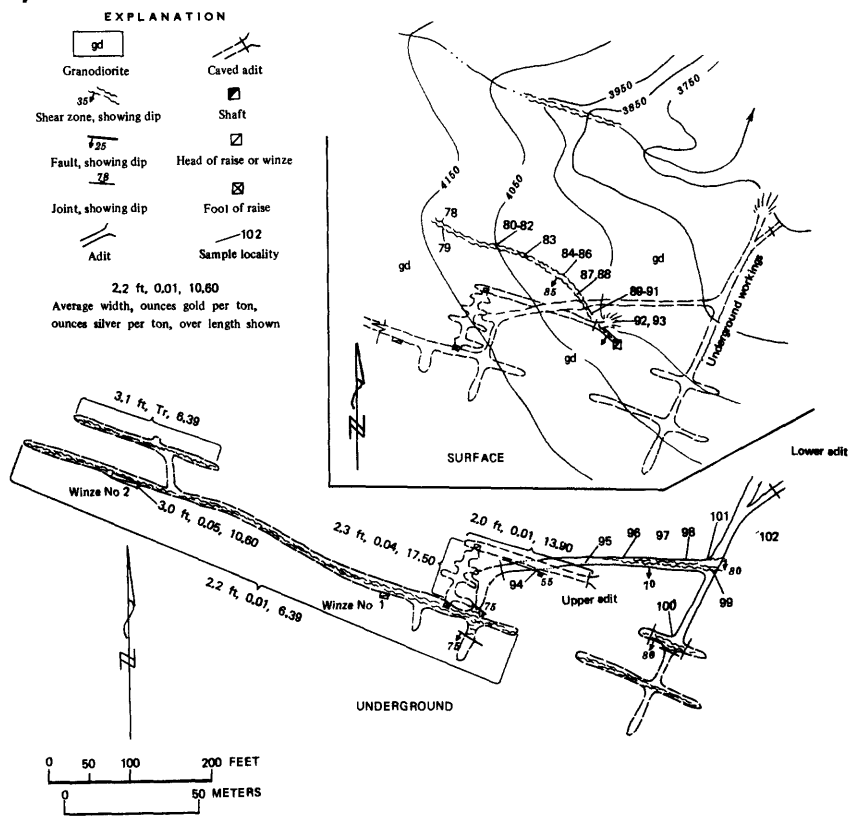 EXPLANATION
gd
Granodiorite
Caved adit
35
Shear zone, showing dip
Shaft
25
Fault, showing dip
Head of raise or winze
78
Joint, showing dip
Fool of raise
Adit
102
Sample locality
2.2 ft, 0.01, 10,60
Average width, ounces gold per ton,
ounces silver per ton, over length shown
3950
3850
3750
4150
4050
78
79
80-82
83
84-86
87,88
89-91
92,93
85
gd
gd
gd
Underground workings
SURFACE
Lower edit
3.1 ft, Tr, 6.39
Winze No 2
3.0 ft, 0.05, 10,60
2.3 ft, 0.04, 17.50
2.0 ft, 0.01, 13.90
2.2 ft, 0.01, 6.39
Winze No 1
94
95
96
97
98
101
102
55
70
80
99
100
75
75
80
Upper edit
UNDERGROUND
0 50 100 200 FEET
0 50 METERS